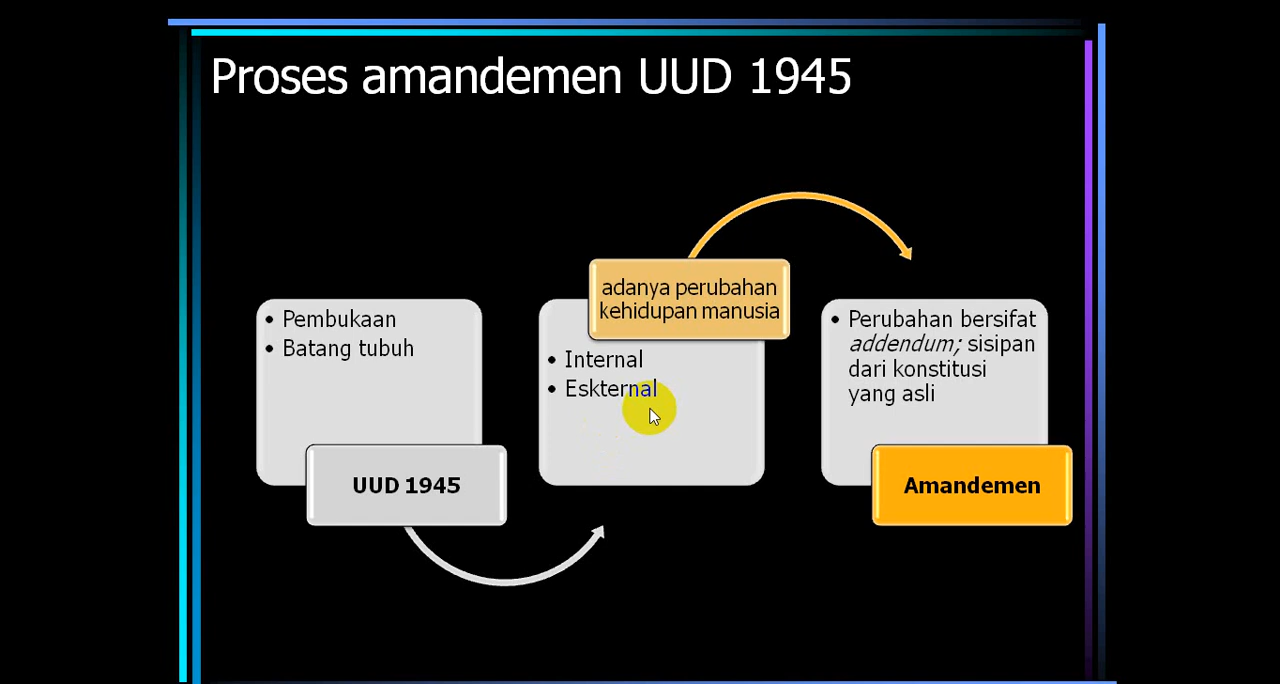 Proses amandemen UUD 1945
• Pembukaan
• Batang tubuh
UUD 1945
adanya perubahan
kehidupan manusia
• Internal
• Eskternal
• Perubahan bersifat
addendum; sisipan
dari konstitusi
yang asli
Amandemen